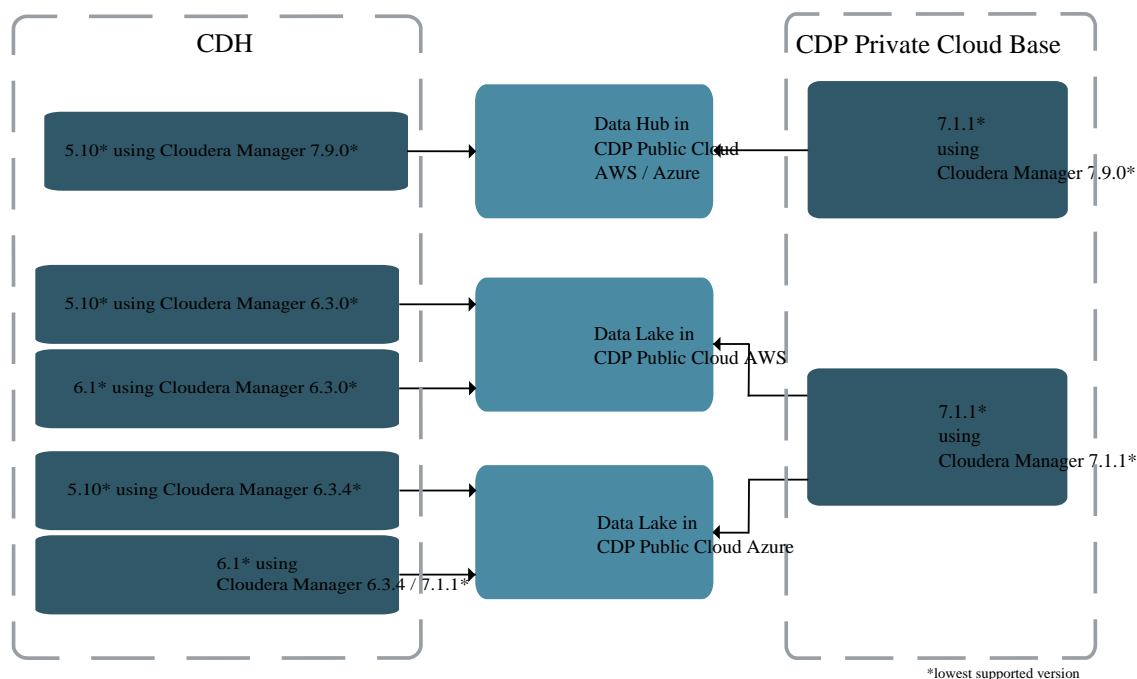 CDH
CDP Private Cloud Base
5.10* using Cloudera Manager 7.9.0*
Data Hub in
CDP Public Cloud
AWS / Azure
7.1.1*
using
Cloudera Manager 7.9.0*
5.10* using Cloudera Manager 6.3.0*
6.1* using Cloudera Manager 6.3.0*
Data Lake in
CDP Public Cloud AWS
7.1.1*
using
Cloudera Manager 7.1.1*
5.10* using Cloudera Manager 6.3.4*
6.1* using
Cloudera Manager 6.3.4 / 7.1.1*
Data Lake in
CDP Public Cloud Azure
*lowest supported version